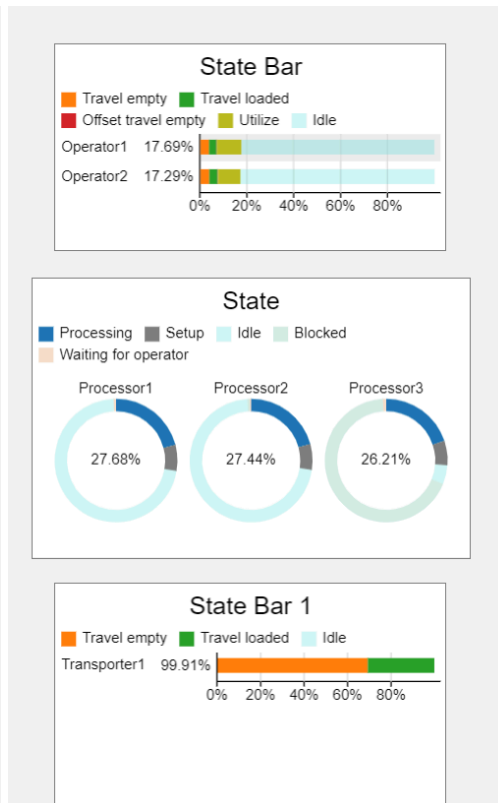 State Bar
Travel empty Travel loaded
Offset travel empty Utilize Idle
Operator1 17.69%
Operator2 17.29%
0% 20% 40% 60% 80%
State
Processing Setup Idle Blocked
Waiting for operator
Processor1 Processor2 Processor3
27.68% 27.44% 26.21%
State Bar 1
Travel empty Travel loaded Idle
Transporter1 99.91%
0% 20% 40% 60% 80%